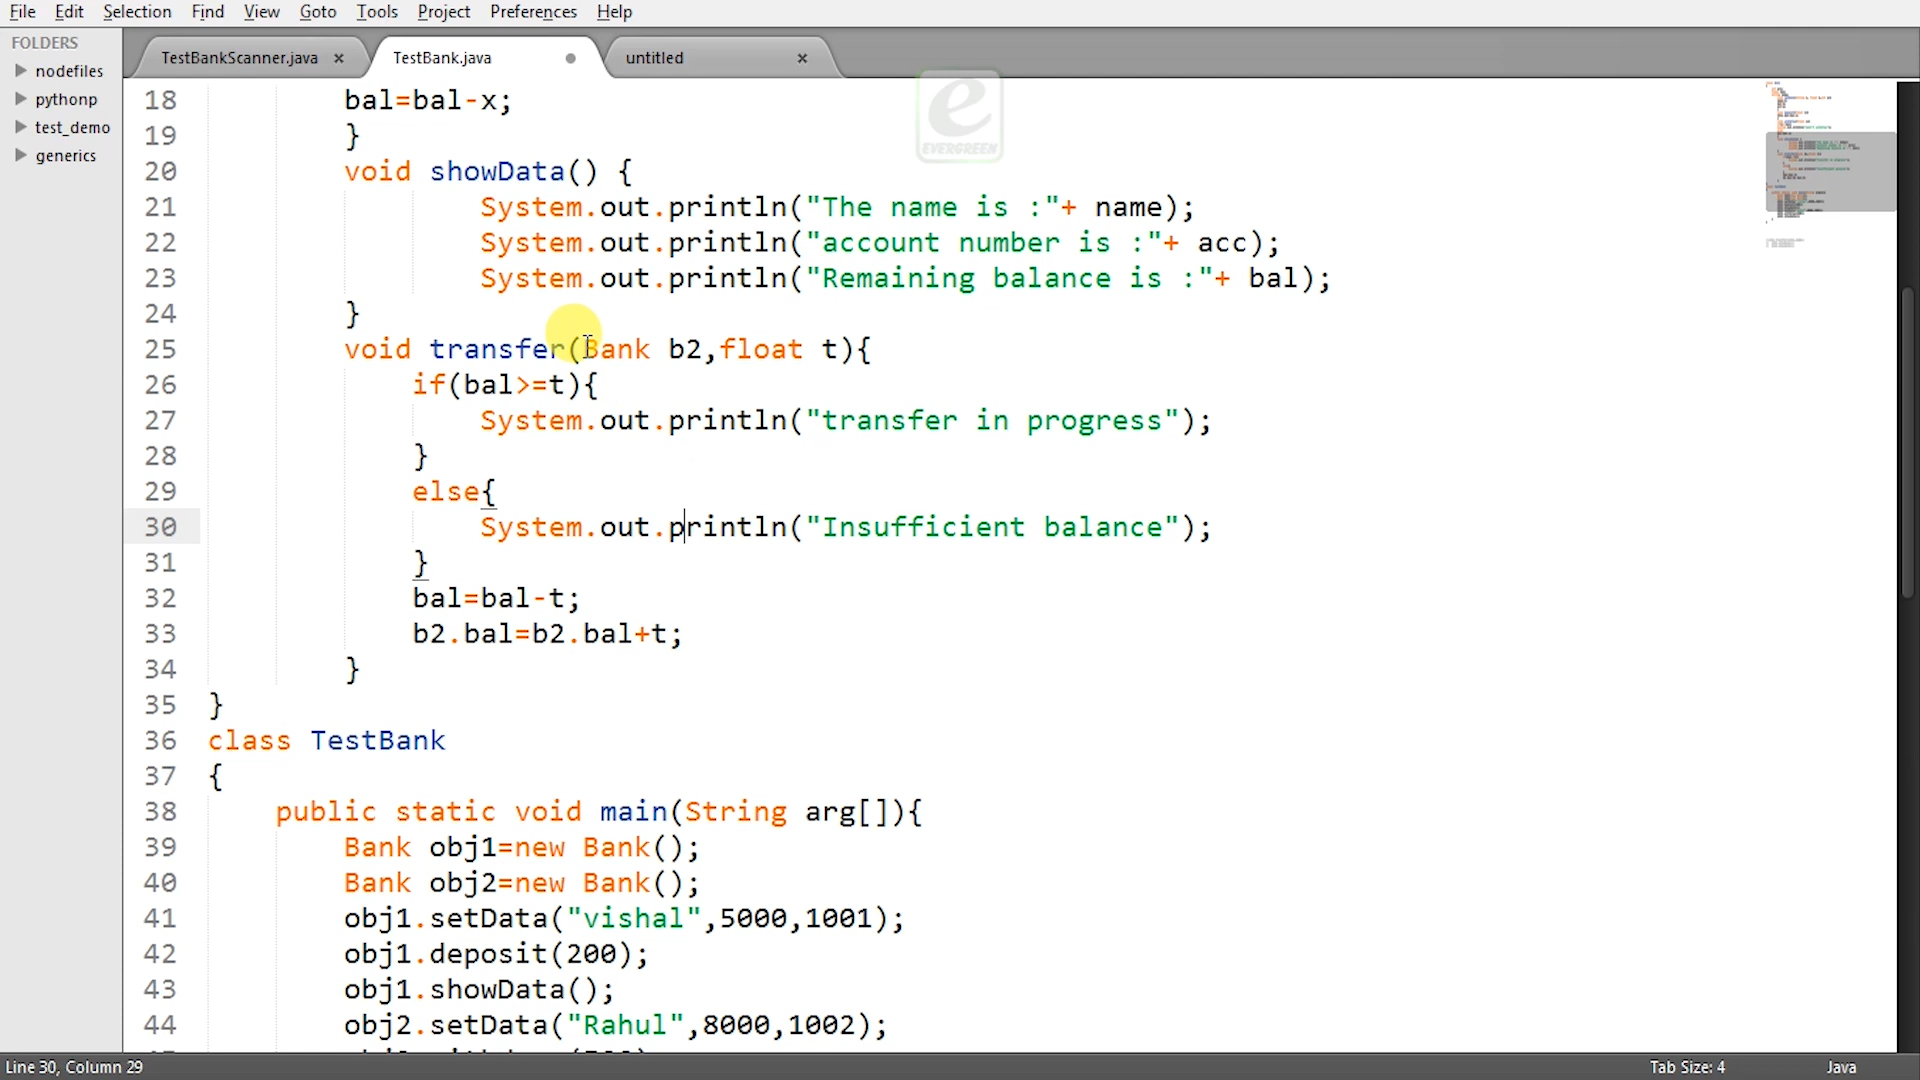 File Edit Selection Find View Goto Tools Project Preferences Help
FOLDERS
nodefiles
pythonp
test_demo
generics
TestBankScanner.java × TestBank.java untitled ×
e
EVERGREEN
18 bal=bal-x;
19 }
20 void showData() {
21 System.out.println("The name is :"+ name);
22 System.out.println("account number is :"+ acc);
23 System.out.println("Remaining balance is :"+ bal);
24 }
25 void transfer(Bank b2,float t){
26 if(bal>=t){
27 System.out.println("transfer in progress");
28 }
29 else{
30 System.out.println("Insufficient balance");
31 }
32 bal=bal-t;
33 b2.bal=b2.bal+t;
34 }
35 }
36 class TestBank
37 {
38 public static void main(String arg[]){
39 Bank obj1=new Bank();
40 Bank obj2=new Bank();
41 obj1.setData("vishal",5000,1001);
42 obj1.deposit(200);
43 obj1.showData();
44 obj2.setData("Rahul",8000,1002);
Line 30, Column 29 Tab Size: 4 Java